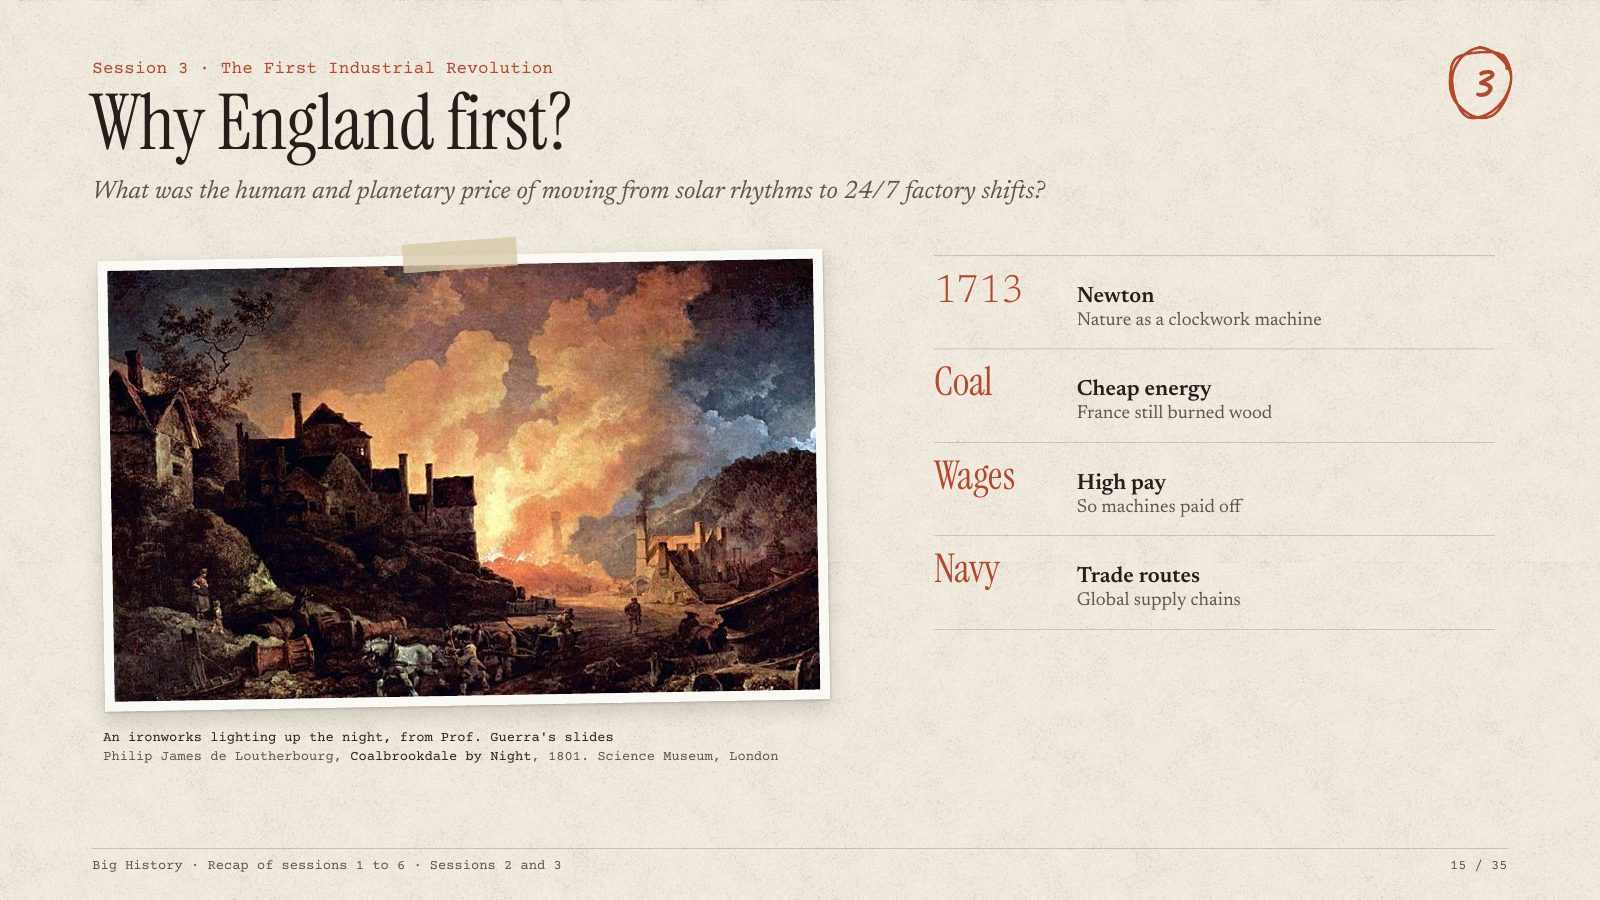 Session 3 · The First Industrial Revolution
3
Why England first?
What was the human and planetary price of moving from solar rhythms to 24/7 factory shifts?
1713
Newton
Nature as a clockwork machine
Coal
Cheap energy
France still burned wood
Wages
High pay
So machines paid off
Navy
Trade routes
Global supply chains
An ironworks lighting up the night, from Prof. Guerra's slides
Philip James de Loutherbourg, Coalbrookdale by Night, 1801. Science Museum, London
Big History · Recap of sessions 1 to 6 · Sessions 2 and 3
15 / 35